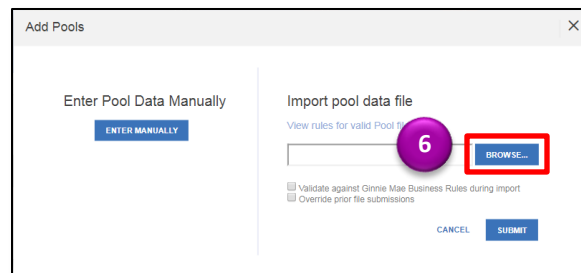 Add Pools
Enter Pool Data Manually
ENTER MANUALLY
Import pool data file
View rules for valid Pool
6
BROWSE...
Validate against Ginnie Mae Business Rules during import
Override prior file submissions
CANCEL
SUBMIT